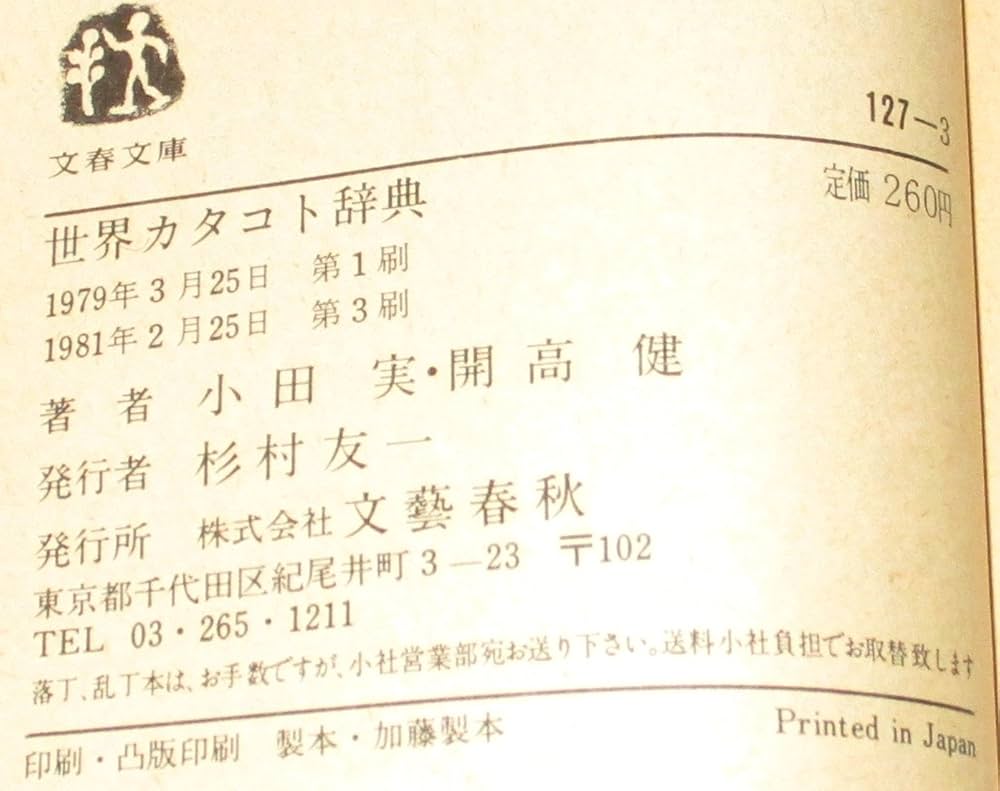 文春文庫
127—3
定価 260円
世界カタコト辞典
1979年3月25日 第1刷
1981年2月25日 第3刷
著 者 小田 実・開高 健
発行者 杉村友一
発行所 株式会社 文藝春秋
東京都千代田区紀尾井町3—23 〒102
TEL 03・265・1211
落丁、乱丁本は、お手数ですが、小社営業部宛お送り下さい。送料小社負担でお取替致します
印刷・凸版印刷 製本・加藤製本
Printed in Japan